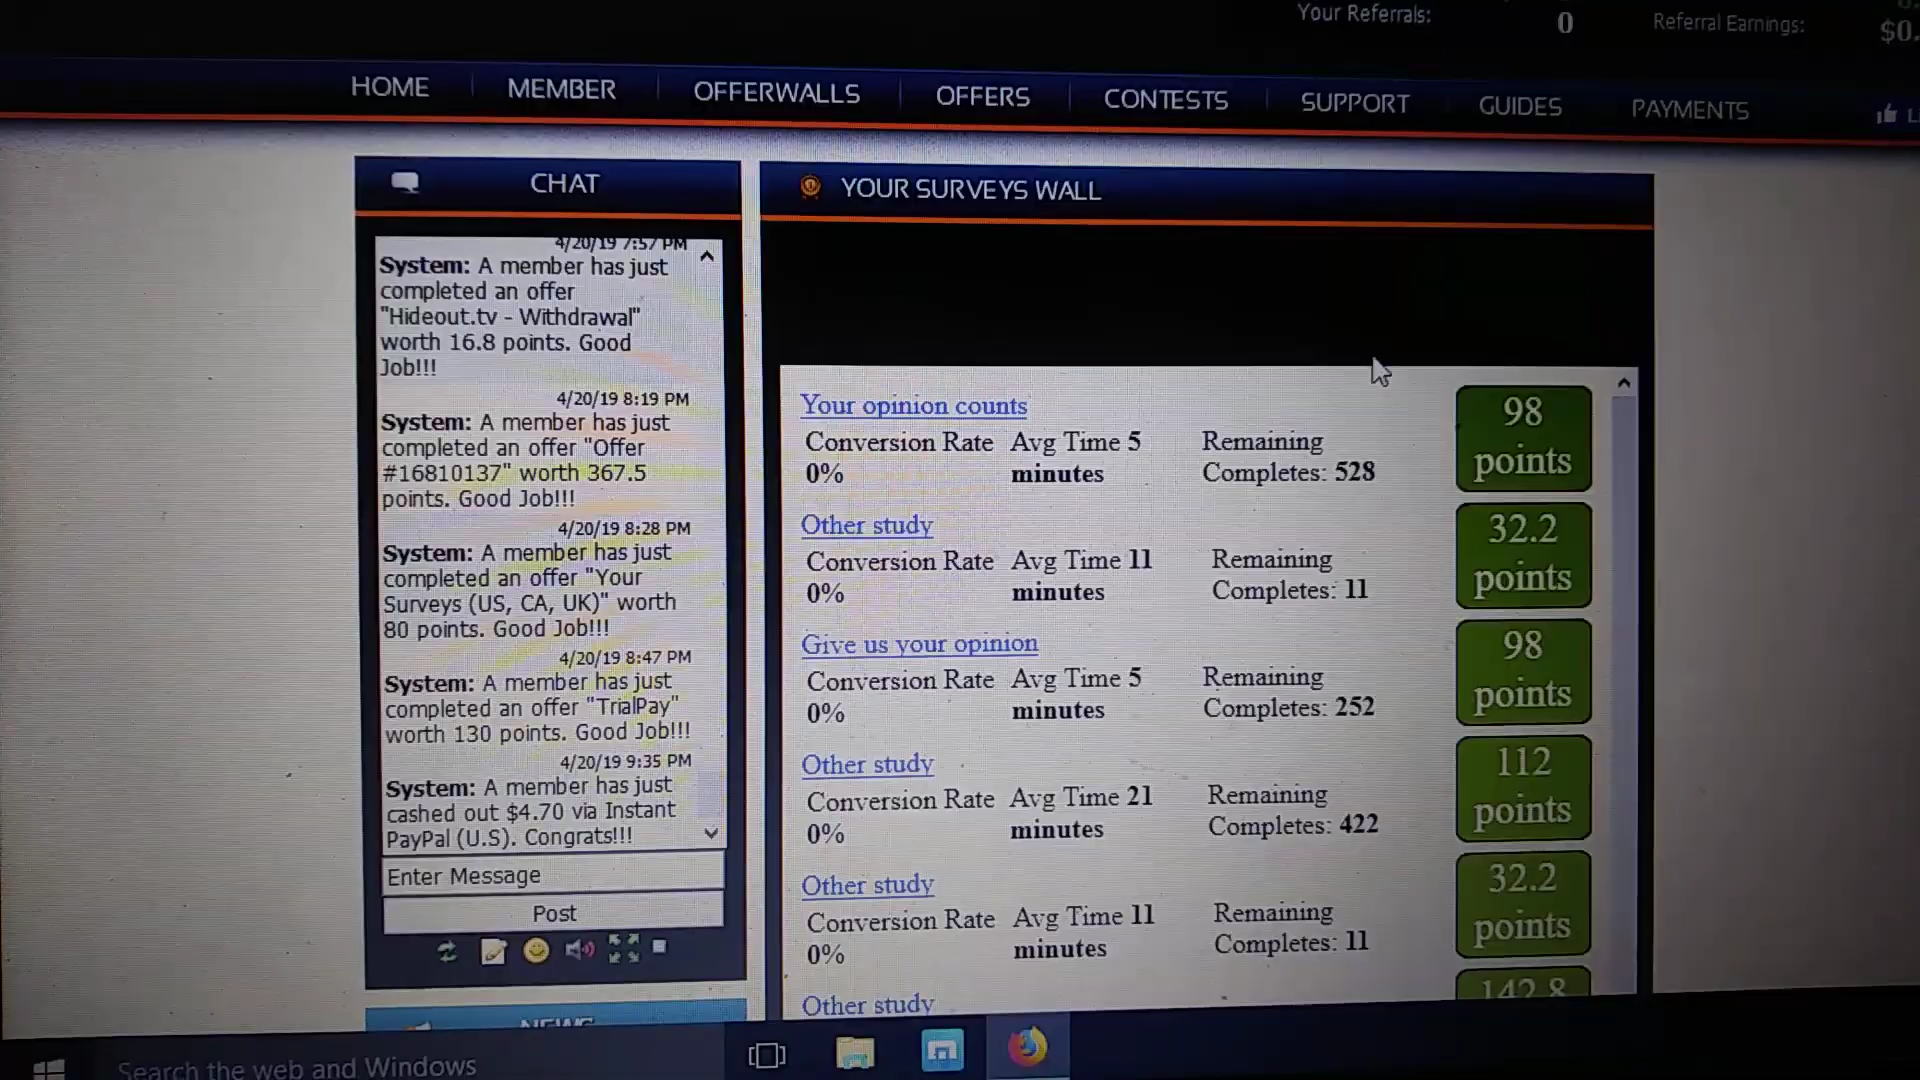 Your Referrals:
0
Referral Earnings:
$0.
HOME
MEMBER
OFFERWALLS
OFFERS
CONTESTS
SUPPORT
GUIDES
PAYMENTS
CHAT
4/20/19 7:57 PM
System: A member has just
completed an offer
"Hideout.tv - Withdrawal"
worth 16.8 points. Good
Job!!!
4/20/19 8:19 PM
System: A member has just
completed an offer "Offer
#16810137" worth 367.5
points. Good Job!!!
4/20/19 8:28 PM
System: A member has just
completed an offer "Your
Surveys (US, CA, UK)" worth
80 points. Good Job!!!
4/20/19 8:47 PM
System: A member has just
completed an offer "TrialPay"
worth 130 points. Good Job!!!
4/20/19 9:35 PM
System: A member has just
cashed out $4.70 via Instant
PayPal (U.S). Congrats!!!
Enter Message
Post
NEWS
YOUR SURVEYS WALL
Your opinion counts
Conversion Rate Avg Time 5 Remaining
0% minutes Completes: 528
98
points
Other study
Conversion Rate Avg Time 11 Remaining
0% minutes Completes: 11
32.2
points
Give us your opinion
Conversion Rate Avg Time 5 Remaining
0% minutes Completes: 252
98
points
Other study
Conversion Rate Avg Time 21 Remaining
0% minutes Completes: 422
112
points
Other study
Conversion Rate Avg Time 11 Remaining
0% minutes Completes: 11
32.2
points
Other study
142.8
Search the web and Windows